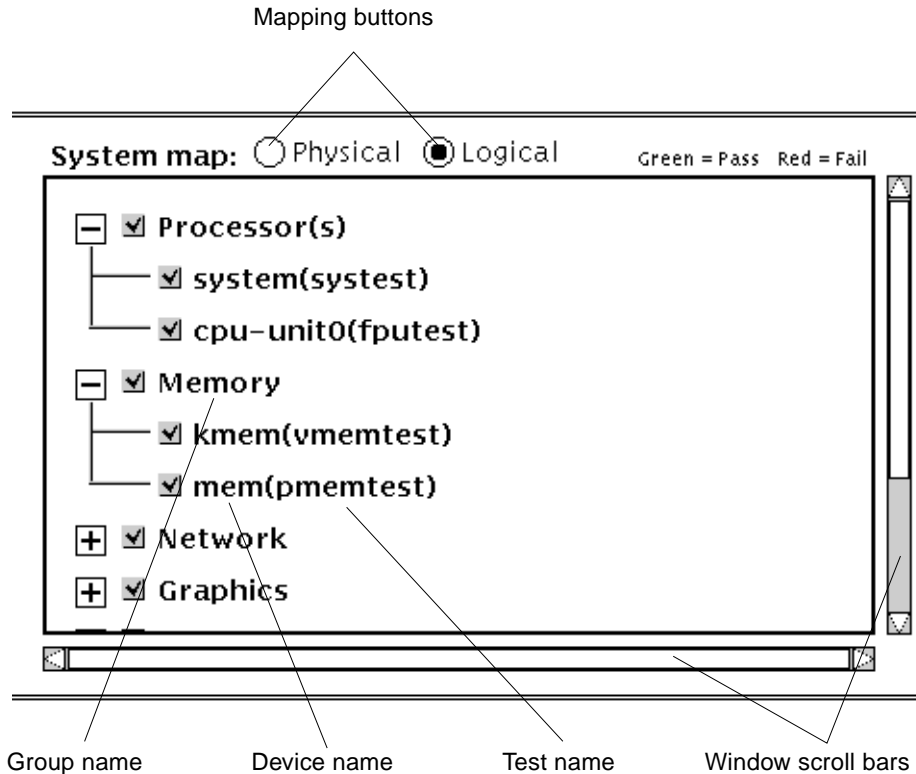 Mapping buttons
System map: Physical Logical Green = Pass Red = Fail
Processor(s)
system(systest)
cpu-unit0(fputest)
Memory
kmem(vmemtest)
mem(pmemtest)
Network
Graphics
Group name Device name Test name Window scroll bars